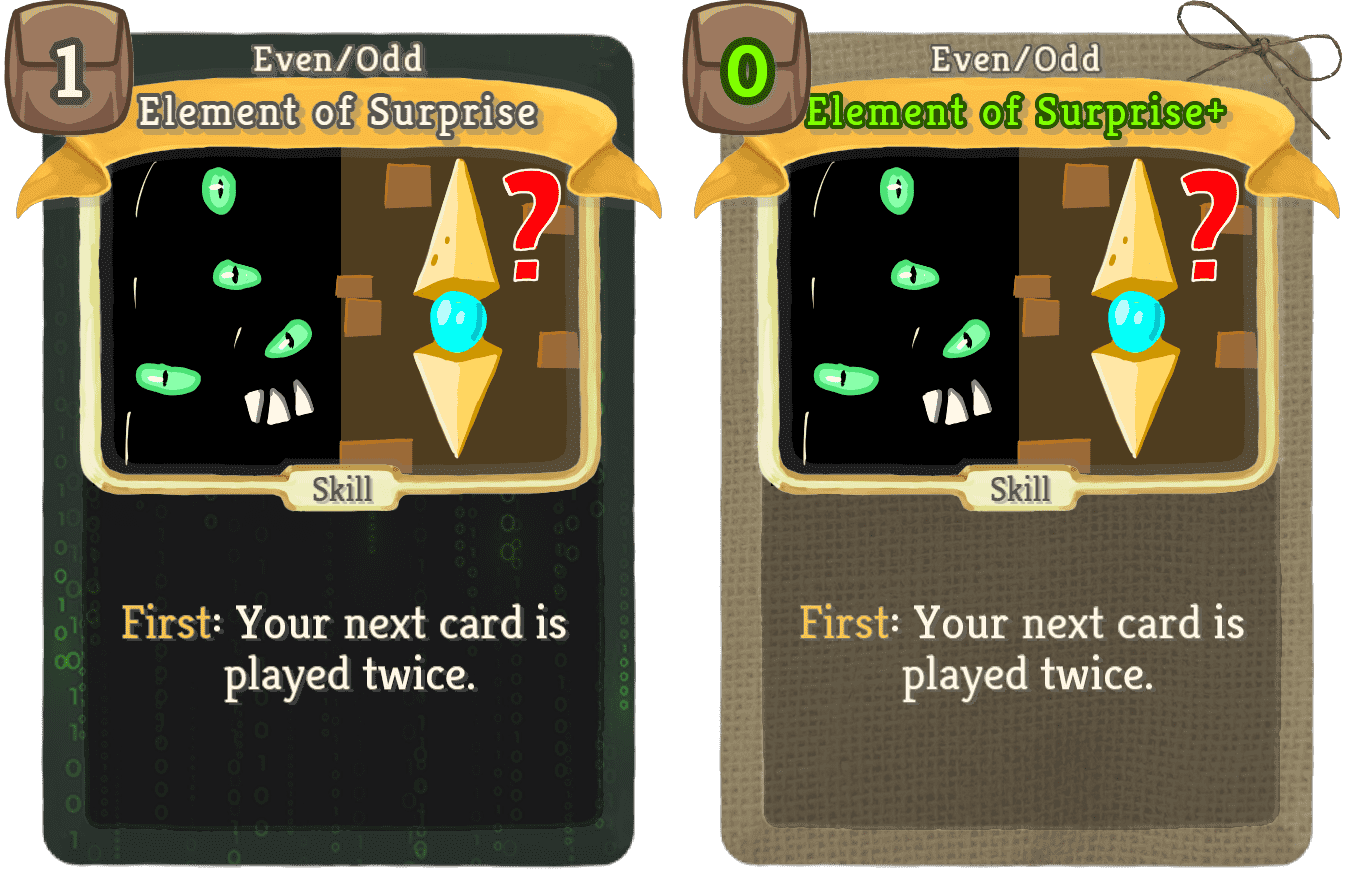 1
Even/Odd
Element of Surprise
?
Skill
First: Your next card is
played twice.
0
Even/Odd
Element of Surprise+
?
Skill
First: Your next card is
played twice.